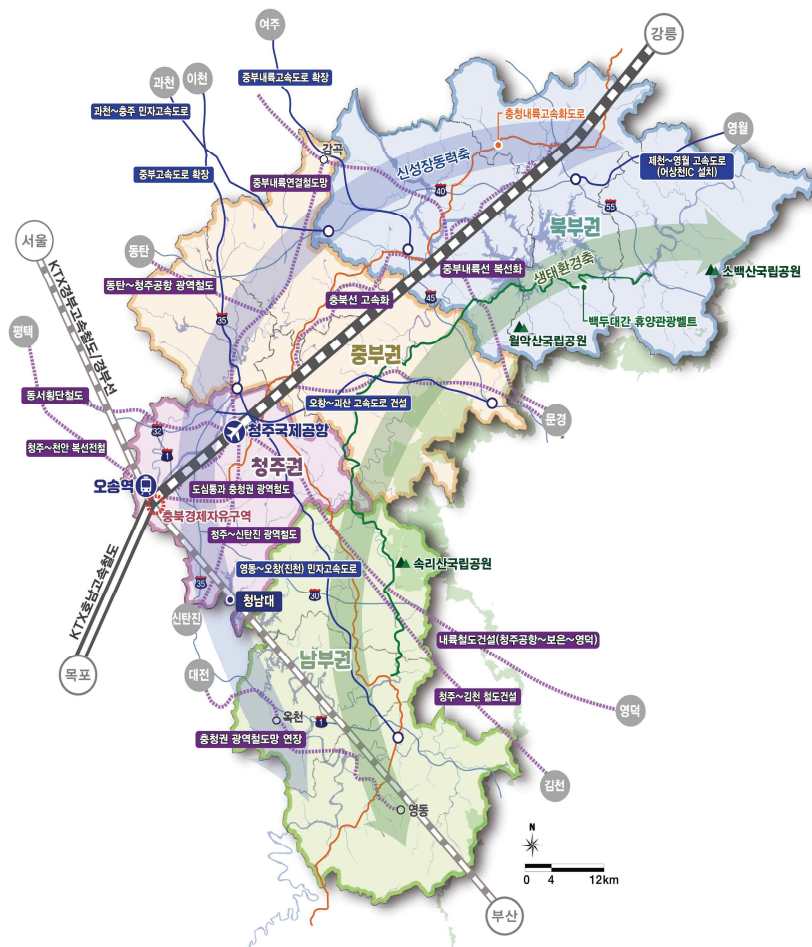 여주
강릉
과천
이천
중부내륙고속도로 확장
과천~충주 민자고속도로
충청내륙고속화도로
영월
감곡
신성장동력축
제천~영월 고속도로
(어상천IC 설치)
중부고속도로 확장
중부내륙연결철도망
40
55
북부권
서울
동탄
생태환경축
소백산국립공원
중부내륙선 복선화
동탄~청주공항 광역철도
충북선 고속화
45
백두대간 휴양관광벨트
KTX경부고속철도/경부선
35
월악산국립공원
평택
중부권
동서횡단철도
오창~괴산 고속도로 건설
문경
32
청주국제공항
청주~천안 복선전철
1
청주권
오송역
도심통과 충청권 광역철도
충북경제자유구역
청주~신탄진 광역철도
속리산국립공원
영동~오창(진천) 민자고속도로
KTX호남고속철도
35
30
청남대
신탄진
내륙철도건설(청주공항~보은~영덕)
남부권
목포
대전
청주~김천 철도건설
영덕
옥천
1
충청권 광역철도망 연장
김천
영동
N
0 4 12km
부산